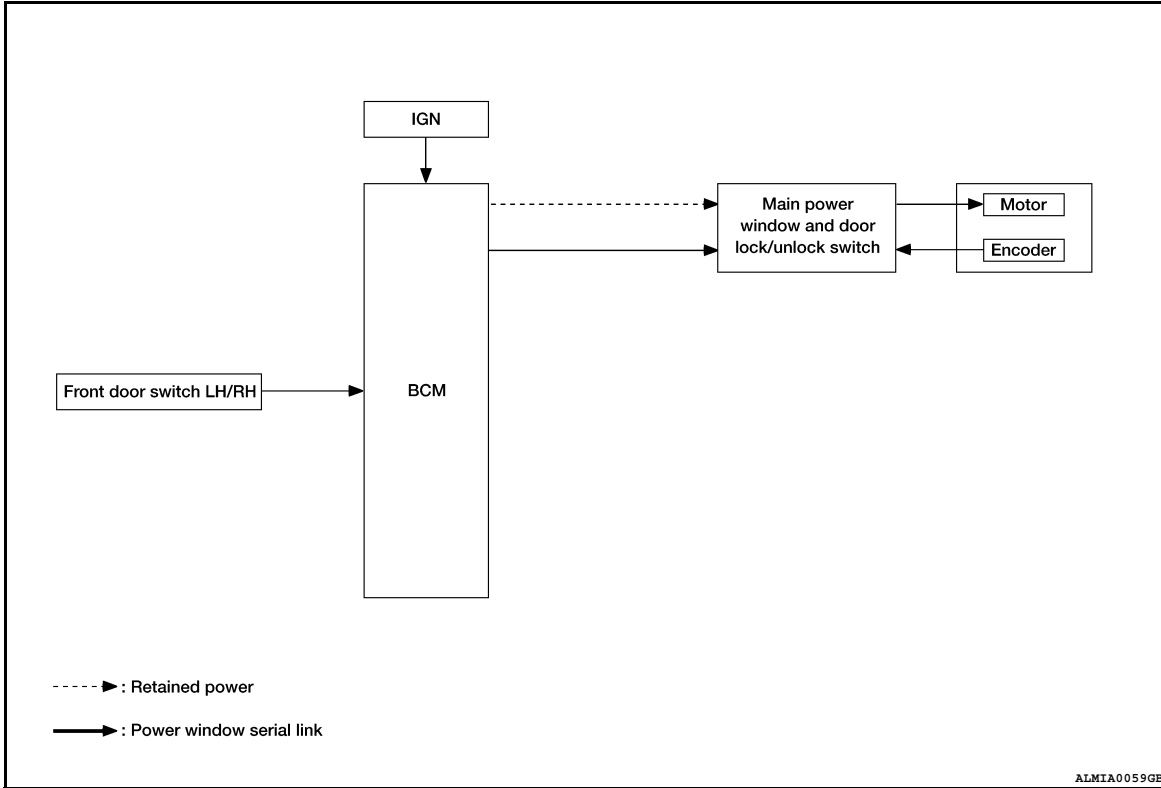 IGN
Main power
window and door
lock/unlock switch
Motor
Encoder
Front door switch LH/RH
BCM
: Retained power
: Power window serial link
ALMIA0059GB